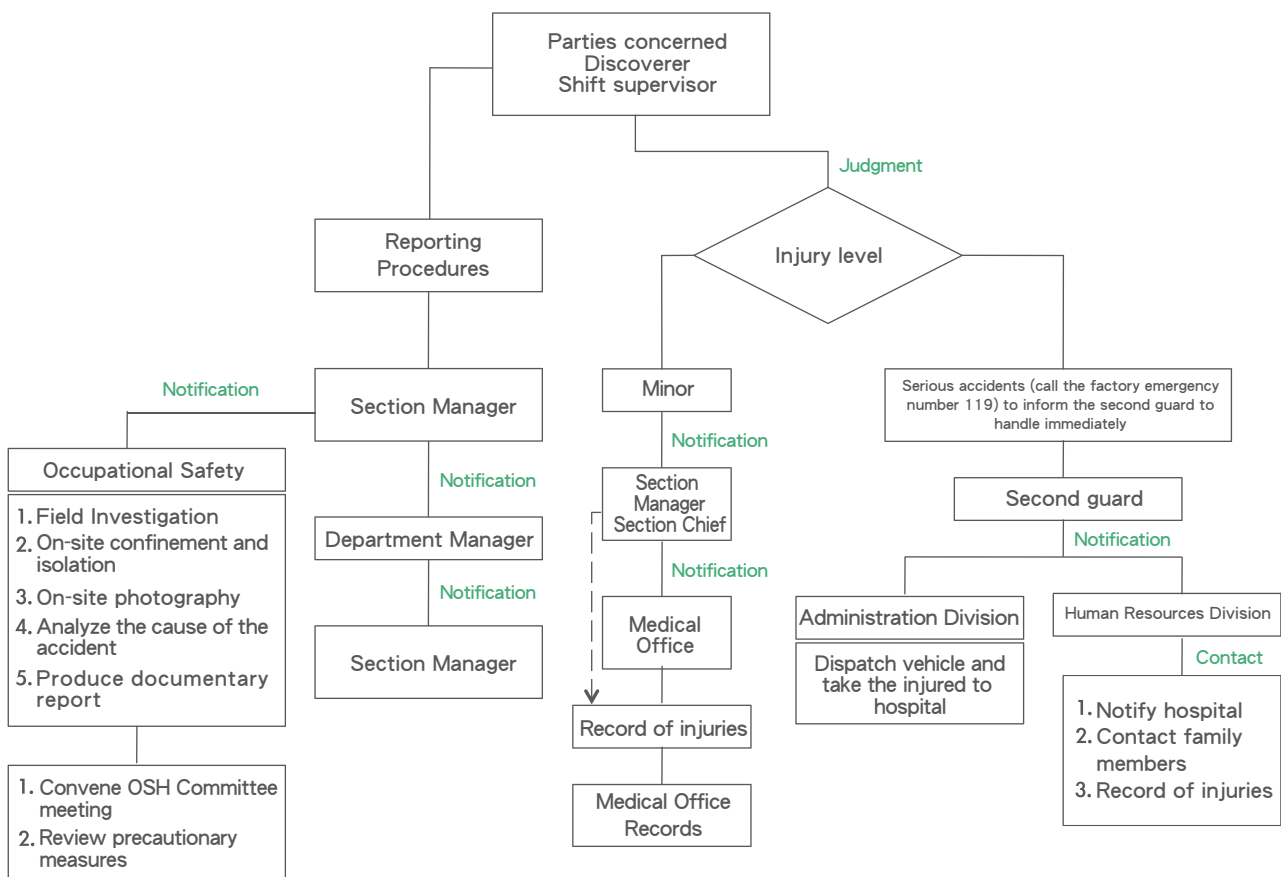 Parties concerned
Discoverer
Shift supervisor
Judgment
Reporting
Procedures
Injury level
Notification
Section Manager
Minor
Serious accidents (call the factory emergency
number 119) to inform the second guard to
handle immediately
Occupational Safety
1. Field Investigation
2. On-site confinement and
isolation
3. On-site photography
4. Analyze the cause of the
accident
5. Produce documentary
report
1. Convene OSH Committee
meeting
2. Review precautionary
measures
Notification
Department Manager
Notification
Section Manager
Notification
Section
Manager
Section Chief
Notification
Medical
Office
Record of injuries
Medical Office
Records
Second guard
Notification
Administration Division
Dispatch vehicle and
take the injured to
hospital
Human Resources Division
Contact
1. Notify hospital
2. Contact family
members
3. Record of injuries